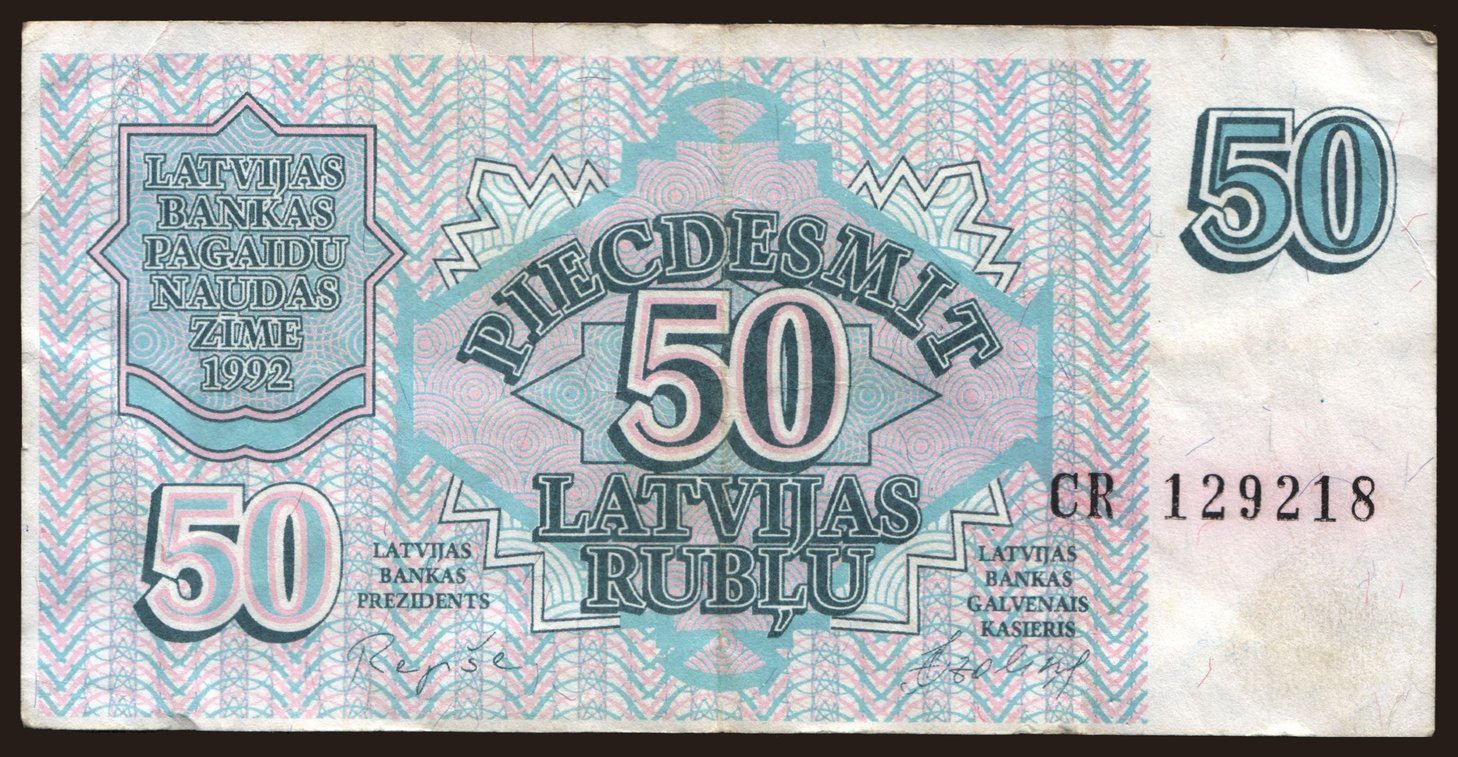 LATVIJAS
BANKAS
PAGAIDU
NAUDAS
ZĪME
1992
50
PIECDESMIT
50
LATVIJAS
RUBĻU
50
CR 129218
LATVIJAS
BANKAS
PREZIDENTS
Repše
LATVIJAS
BANKAS
GALVENAIS
KASIERIS